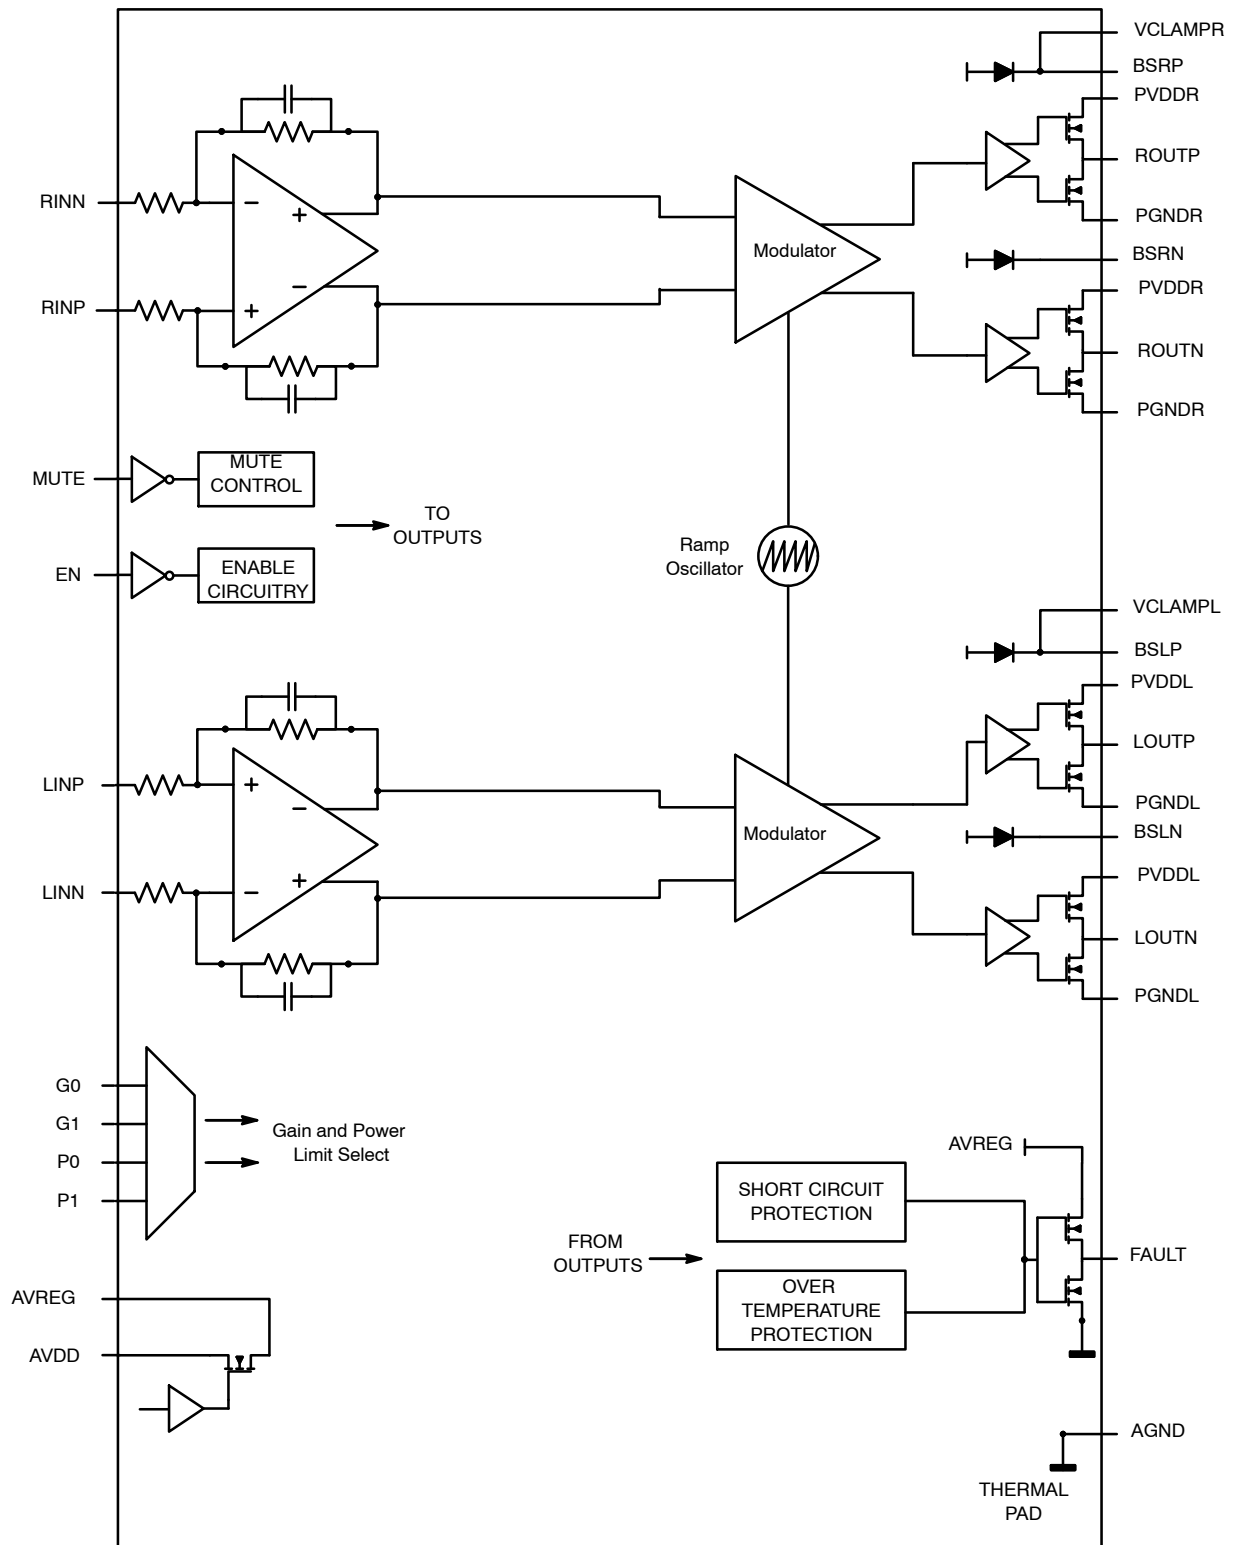 VCLAMPR
BSRP
PVDDR
ROUTP
PGNDR
BSRN
PVDDR
ROUTN
PGNDR
RINN
RINP
Modulator
MUTE
MUTE
CONTROL
TO
OUTPUTS
EN
ENABLE
CIRCUITRY
Ramp
Oscillator
VCLAMPL
BSLP
PVDDL
LOUTP
PGNDL
BSLN
PVDDL
LOUTN
PGNDL
LINP
LINN
Modulator
G0
G1
P0
P1
Gain and Power
Limit Select
AVREG
SHORT CIRCUIT
PROTECTION
FROM
OUTPUTS
OVER
TEMPERATURE
PROTECTION
FAULT
AVREG
AVDD
AGND
THERMAL
PAD